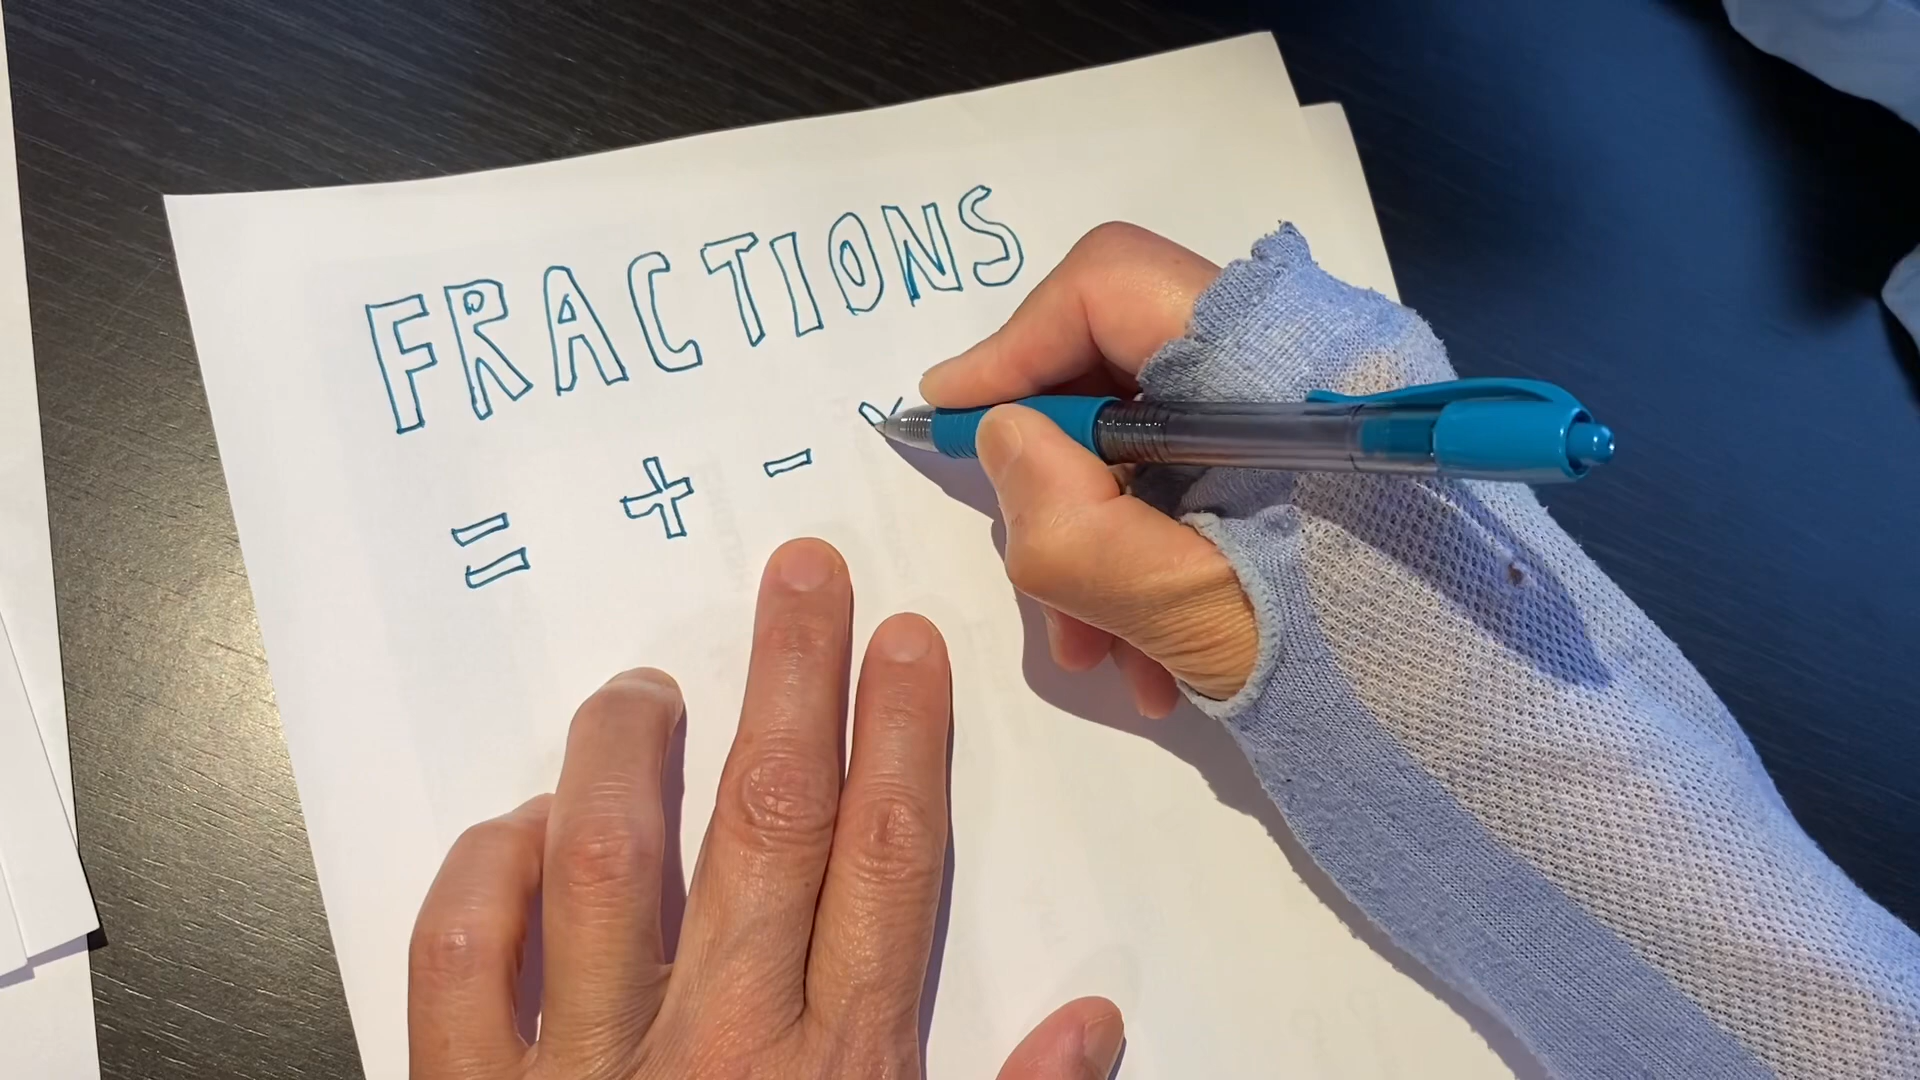 FRACTIONS
= + -